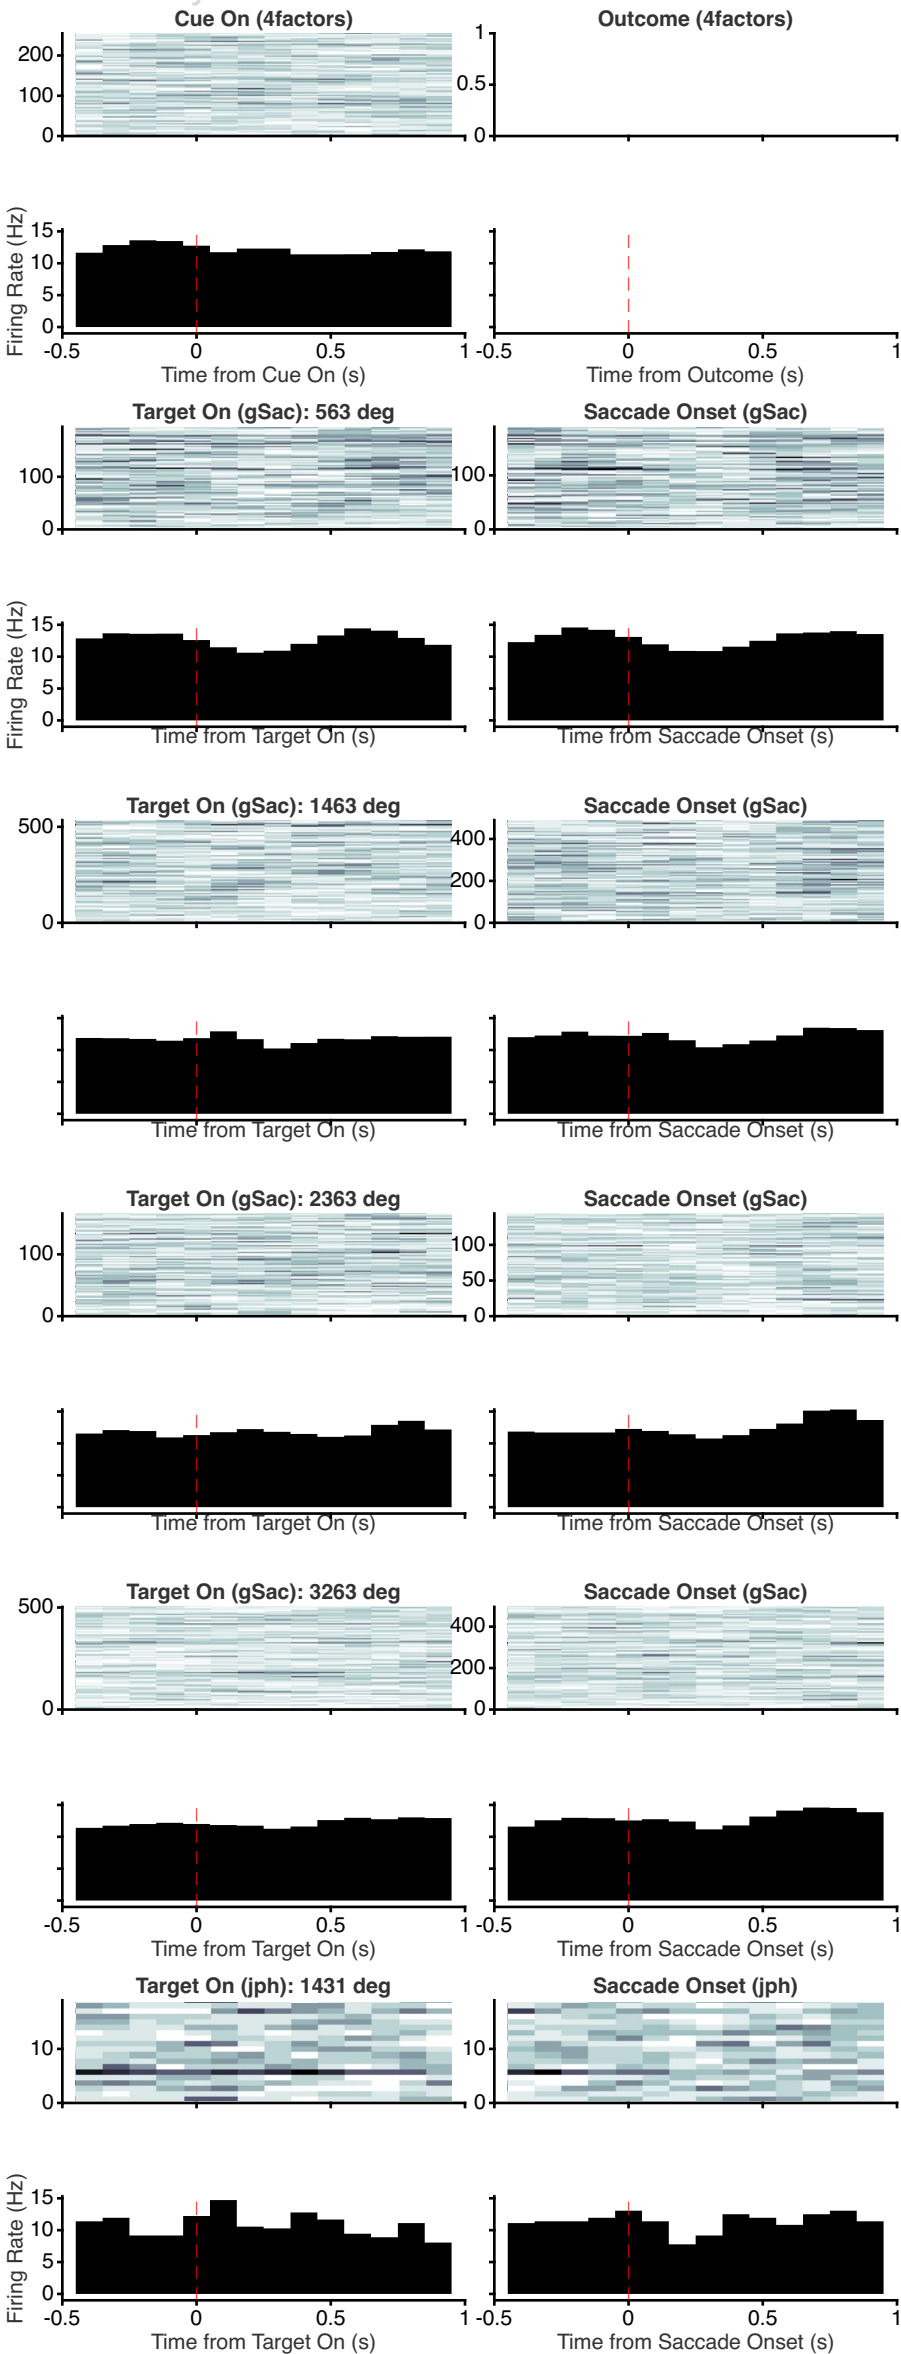 Cue On (4factors) Outcome (4factors)
200
100
0
1
0.5
0
Firing Rate (Hz)
15
10
5
0
-0.5 0 0.5 1 -0.5 0 0.5 1
Time from Cue On (s) Time from Outcome (s)
Target On (gSac): 563 deg Saccade Onset (gSac)
100
0
100
0
Firing Rate (Hz)
15
10
5
0
Time from Target On (s) Time from Saccade Onset (s)
Target On (gSac): 1463 deg Saccade Onset (gSac)
500
0
400
200
0
Time from Target On (s) Time from Saccade Onset (s)
Target On (gSac): 2363 deg Saccade Onset (gSac)
100
0
100
50
0
Time from Target On (s) Time from Saccade Onset (s)
Target On (gSac): 3263 deg Saccade Onset (gSac)
500
0
400
200
0
-0.5 0 0.5 1 -0.5 0 0.5 1
Time from Target On (s) Time from Saccade Onset (s)
Target On (jph): 1431 deg Saccade Onset (jph)
10
0
10
0
Firing Rate (Hz)
15
10
5
0
-0.5 0 0.5 1 -0.5 0 0.5 1
Time from Target On (s) Time from Saccade Onset (s)